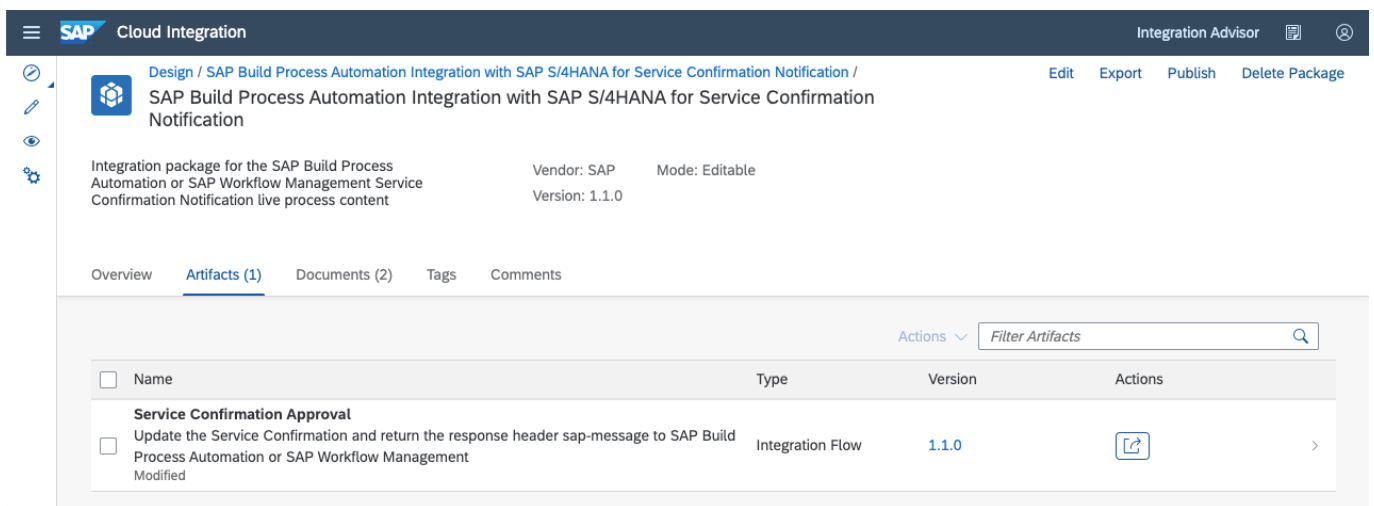 SAP Cloud Integration Integration Advisor
Design / SAP Build Process Automation Integration with SAP S/4HANA for Service Confirmation Notification /
Edit Export Publish Delete Package
SAP Build Process Automation Integration with SAP S/4HANA for Service Confirmation
Notification
Integration package for the SAP Build Process
Automation or SAP Workflow Management Service
Confirmation Notification live process content
Vendor: SAP Mode: Editable
Version: 1.1.0
Overview Artifacts (1) Documents (2) Tags Comments
Actions Filter Artifacts
Name Type Version Actions
Service Confirmation Approval
Update the Service Confirmation and return the response header sap-message to SAP Build
Process Automation or SAP Workflow Management
Modified
Integration Flow 1.1.0